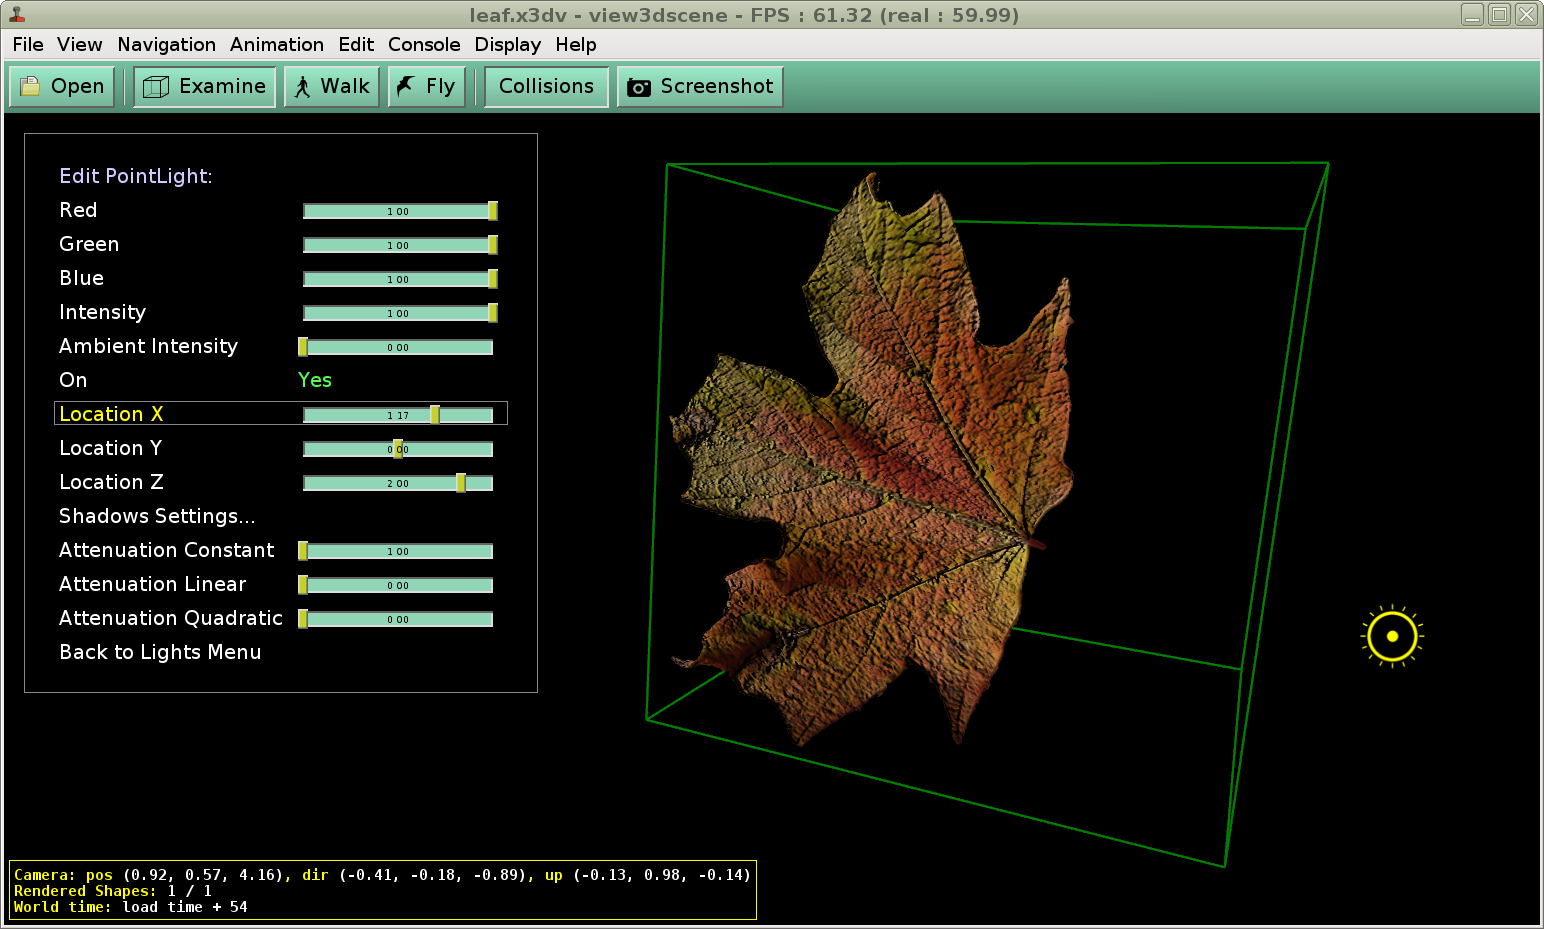 leaf.x3dv - view3dscene - FPS : 61.32 (real : 59.99)
File View Navigation Animation Edit Console Display Help
Open Examine Walk Fly Collisions Screenshot
Edit PointLight:
Red 1 00
Green 1 00
Blue 1 00
Intensity 1 00
Ambient Intensity 0 00
On Yes
Location X 1 17
Location Y 0 00
Location Z 2 00
Shadows Settings...
Attenuation Constant 1 00
Attenuation Linear 0 00
Attenuation Quadratic 0 00
Back to Lights Menu
Camera: pos (0.92, 0.57, 4.16), dir (-0.41, -0.18, -0.89), up (-0.13, 0.98, -0.14)
Rendered Shapes: 1 / 1
World time: load time + 54